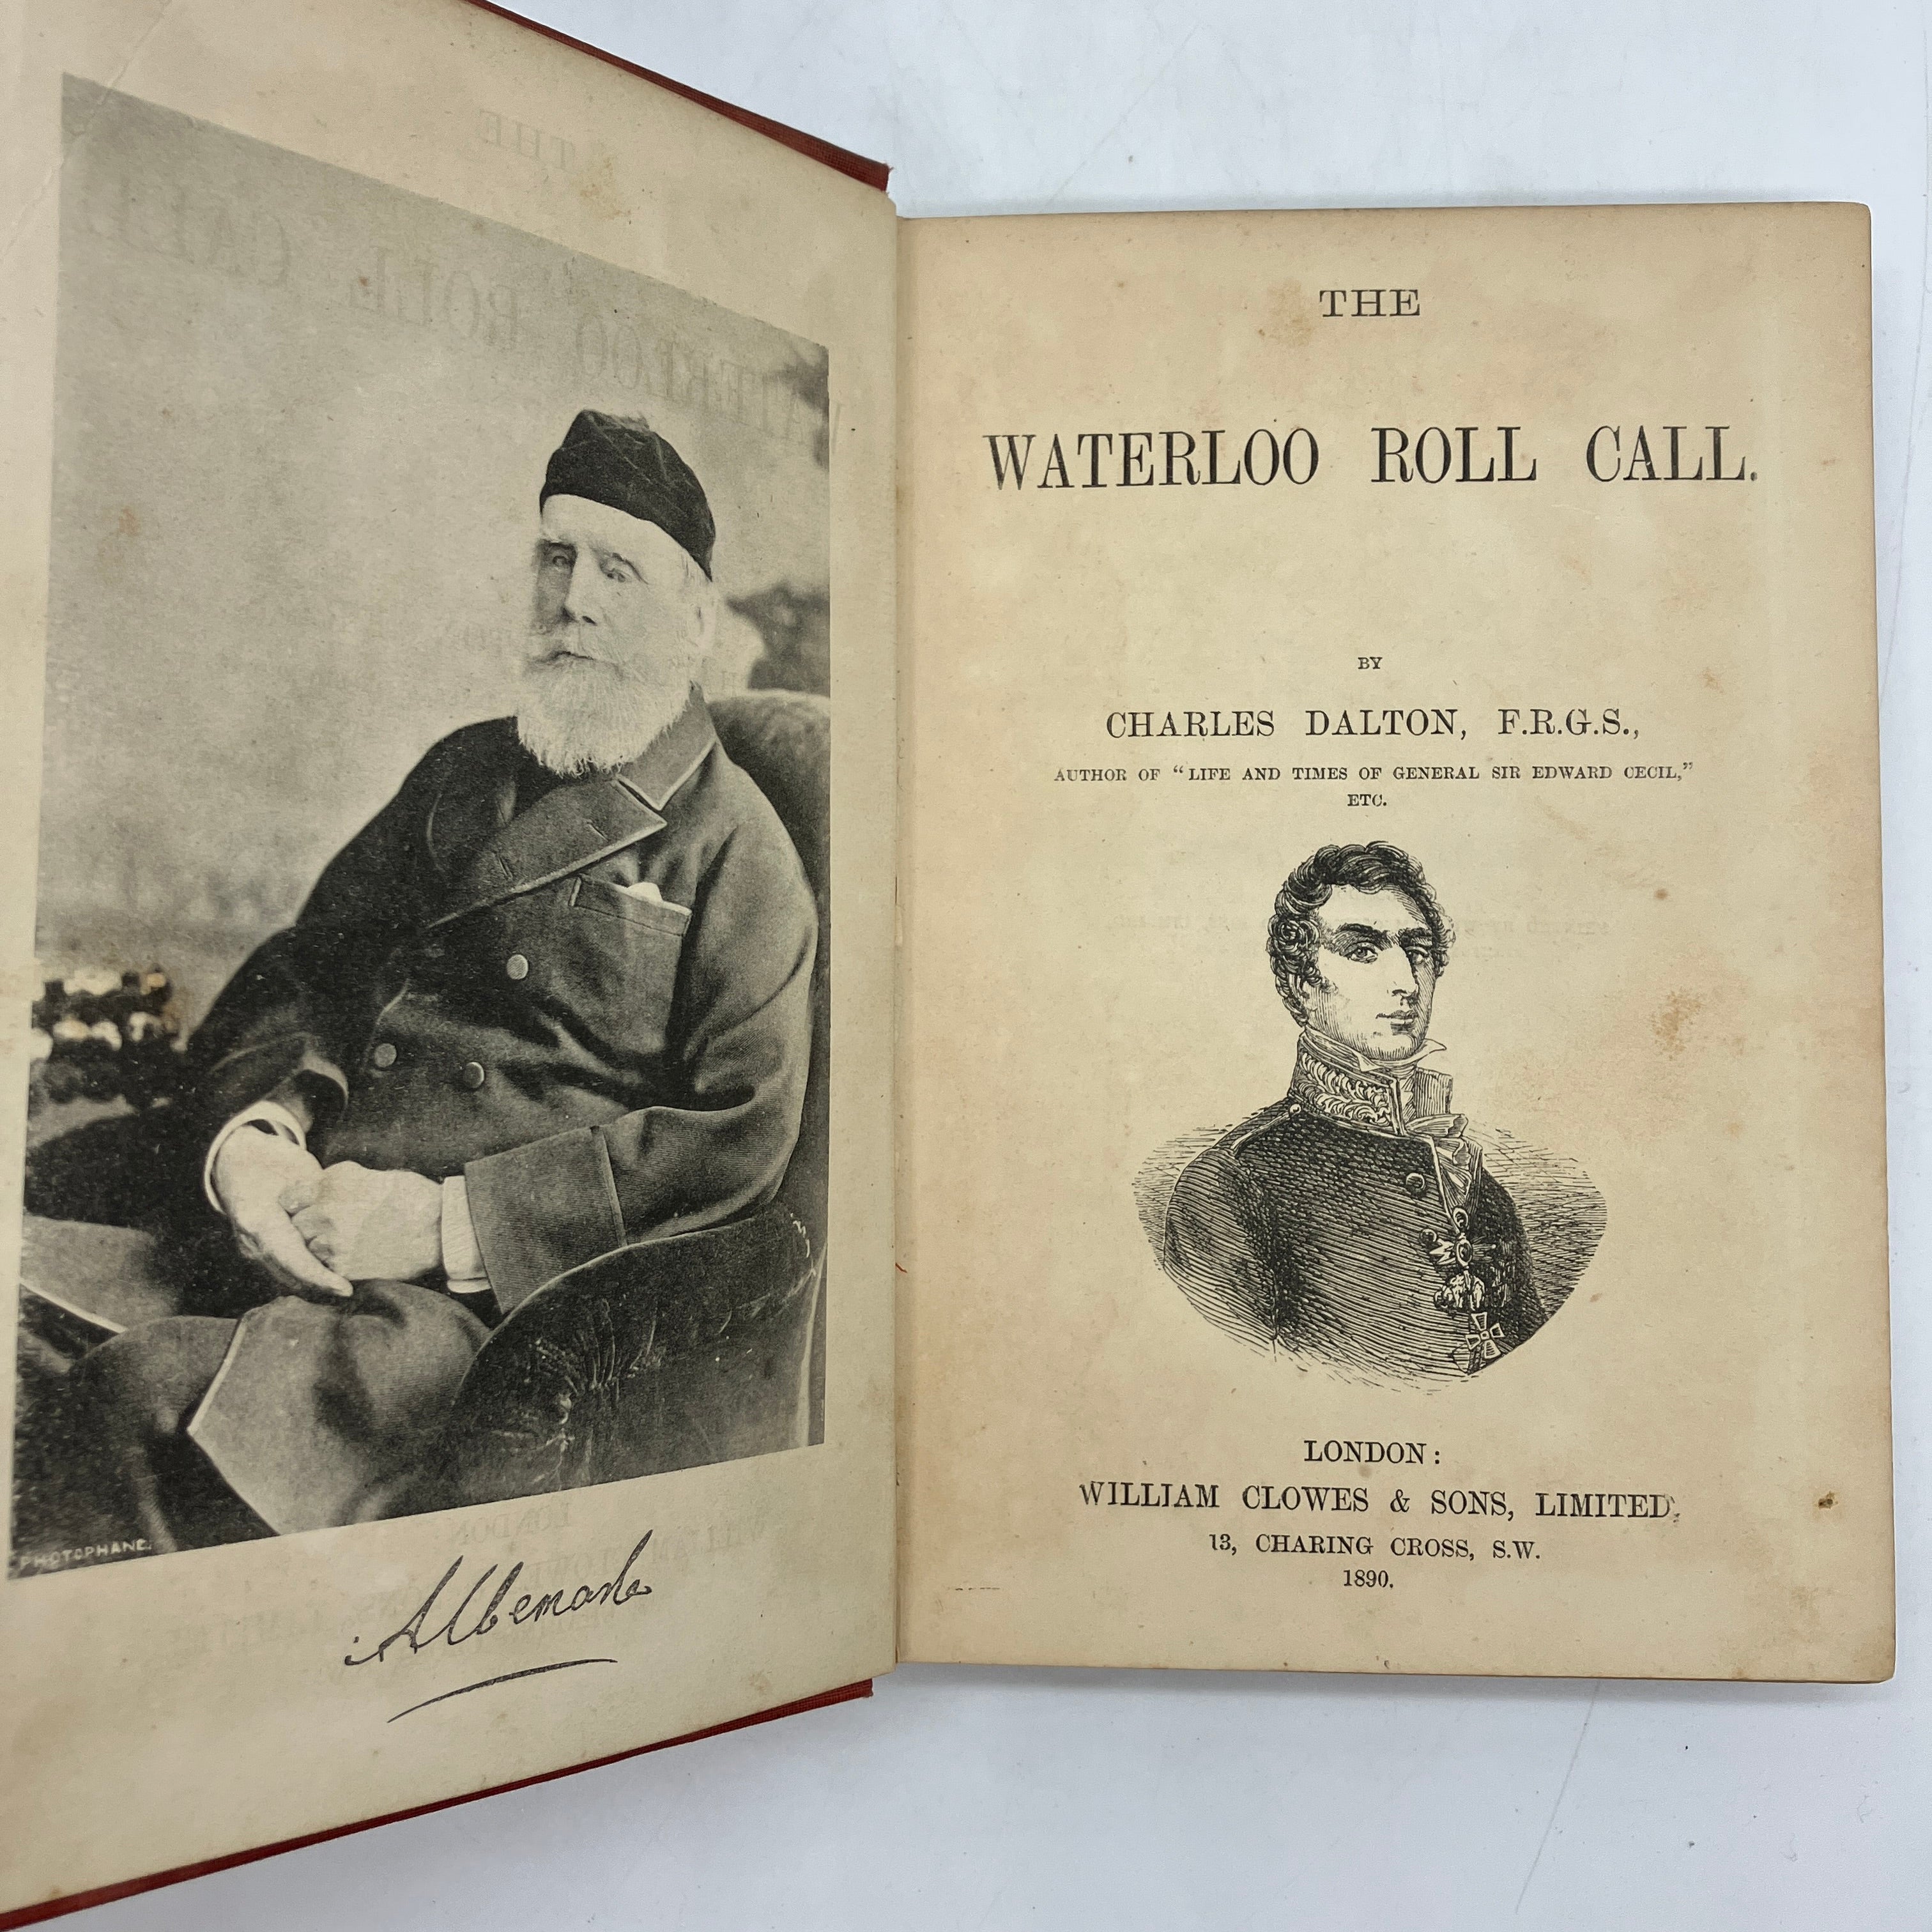 PHOTOPHANE.
Albemarle
THE
WATERLOO ROLL CALL.
BY
CHARLES DALTON, F.R.G.S.,
AUTHOR OF “LIFE AND TIMES OF GENERAL SIR EDWARD CECIL,”
ETC.
LONDON:
WILLIAM CLOWES & SONS, LIMITED,
13, CHARING CROSS, S.W.
1890.